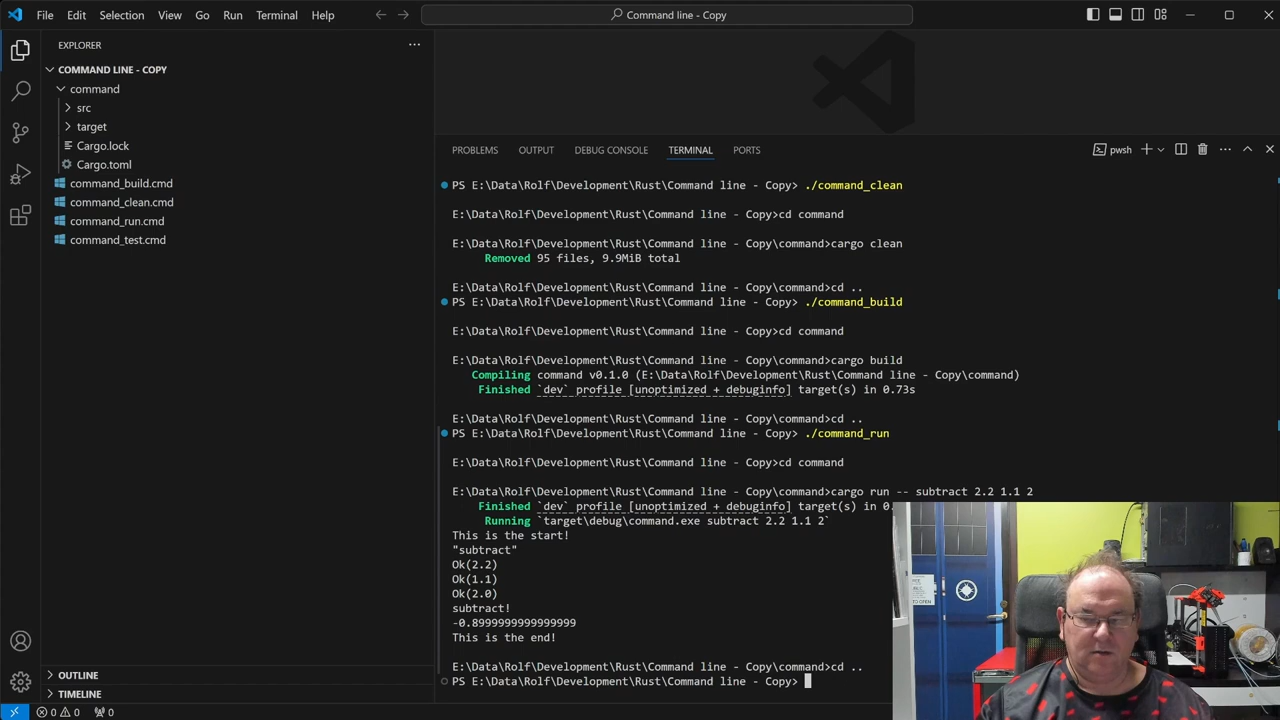 File Edit Selection View Go Run Terminal Help
Command line - Copy
EXPLORER
COMMAND LINE - COPY
command
src
target
Cargo.lock
Cargo.toml
command_build.cmd
command_clean.cmd
command_run.cmd
command_test.cmd
OUTLINE
TIMELINE
0 0 0
PROBLEMS OUTPUT DEBUG CONSOLE TERMINAL PORTS
pwsh
PS E:\Data\Rolf\Development\Rust\Command line - Copy> ./command_clean
E:\Data\Rolf\Development\Rust\Command line - Copy>cd command
E:\Data\Rolf\Development\Rust\Command line - Copy\command>cargo clean
Removed 95 files, 9.9MiB total
E:\Data\Rolf\Development\Rust\Command line - Copy\command>cd ..
PS E:\Data\Rolf\Development\Rust\Command line - Copy> ./command_build
E:\Data\Rolf\Development\Rust\Command line - Copy>cd command
E:\Data\Rolf\Development\Rust\Command line - Copy\command>cargo build
Compiling command v0.1.0 (E:\Data\Rolf\Development\Rust\Command line - Copy\command)
Finished `dev` profile [unoptimized + debuginfo] target(s) in 0.73s
E:\Data\Rolf\Development\Rust\Command line - Copy\command>cd ..
PS E:\Data\Rolf\Development\Rust\Command line - Copy> ./command_run
E:\Data\Rolf\Development\Rust\Command line - Copy>cd command
E:\Data\Rolf\Development\Rust\Command line - Copy\command>cargo run -- subtract 2.2 1.1 2
Finished `dev` profile [unoptimized + debuginfo] target(s) in 0.
Running `target\debug\command.exe subtract 2.2 1.1 2`
This is the start!
"subtract"
Ok(2.2)
Ok(1.1)
Ok(2.0)
subtract!
-0.8999999999999999
This is the end!
E:\Data\Rolf\Development\Rust\Command line - Copy\command>cd ..
PS E:\Data\Rolf\Development\Rust\Command line - Copy>